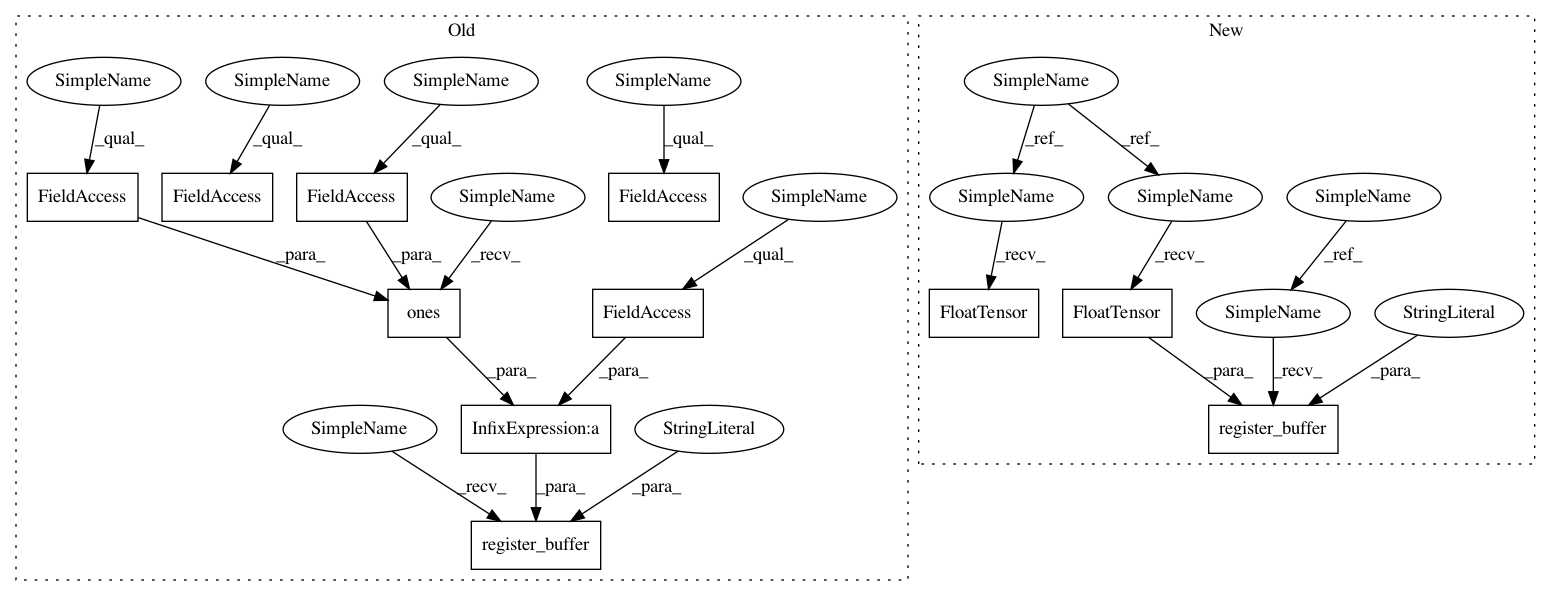 Old
New
SimpleName
SimpleName
SimpleName
SimpleName
SimpleName
_qual_
_qual_
_qual_
_qual_
_ref_
_ref_
FieldAccess
FieldAccess
FieldAccess
SimpleName
FieldAccess
SimpleName
SimpleName
SimpleName
SimpleName
_para_
_para_
_recv_
_qual_
_recv_
_recv_
_ref_
ones
FieldAccess
FloatTensor
FloatTensor
SimpleName
StringLiteral
_para_
_para_
_para_
_recv_
_para_
SimpleName
InfixExpression:a
StringLiteral
register_buffer
_recv_
_para_
_para_
register_buffer